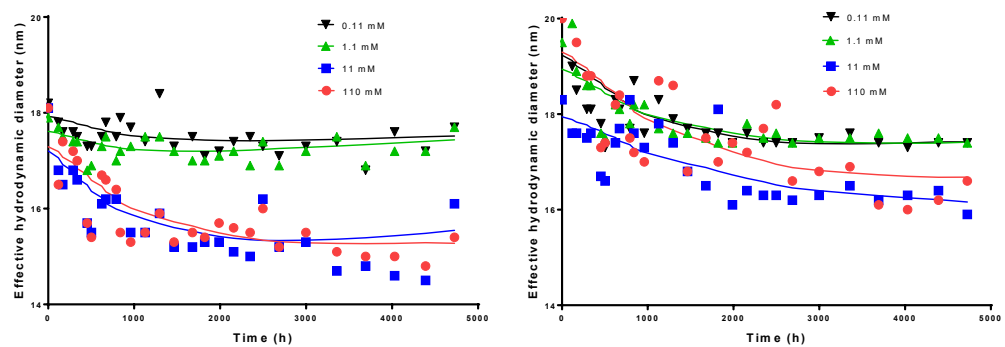 Effective hydrodynamic diameter (nm)
20
18
16
14
0
1000
2000
3000
4000
5000
Time (h)
0.11 mM
1.1 mM
11 mM
110 mM
Effective hydrodynamic diameter (nm)
20
18
16
14
0
1000
2000
3000
4000
5000
Time (h)
0.11 mM
1.1 mM
11 mM
110 mM